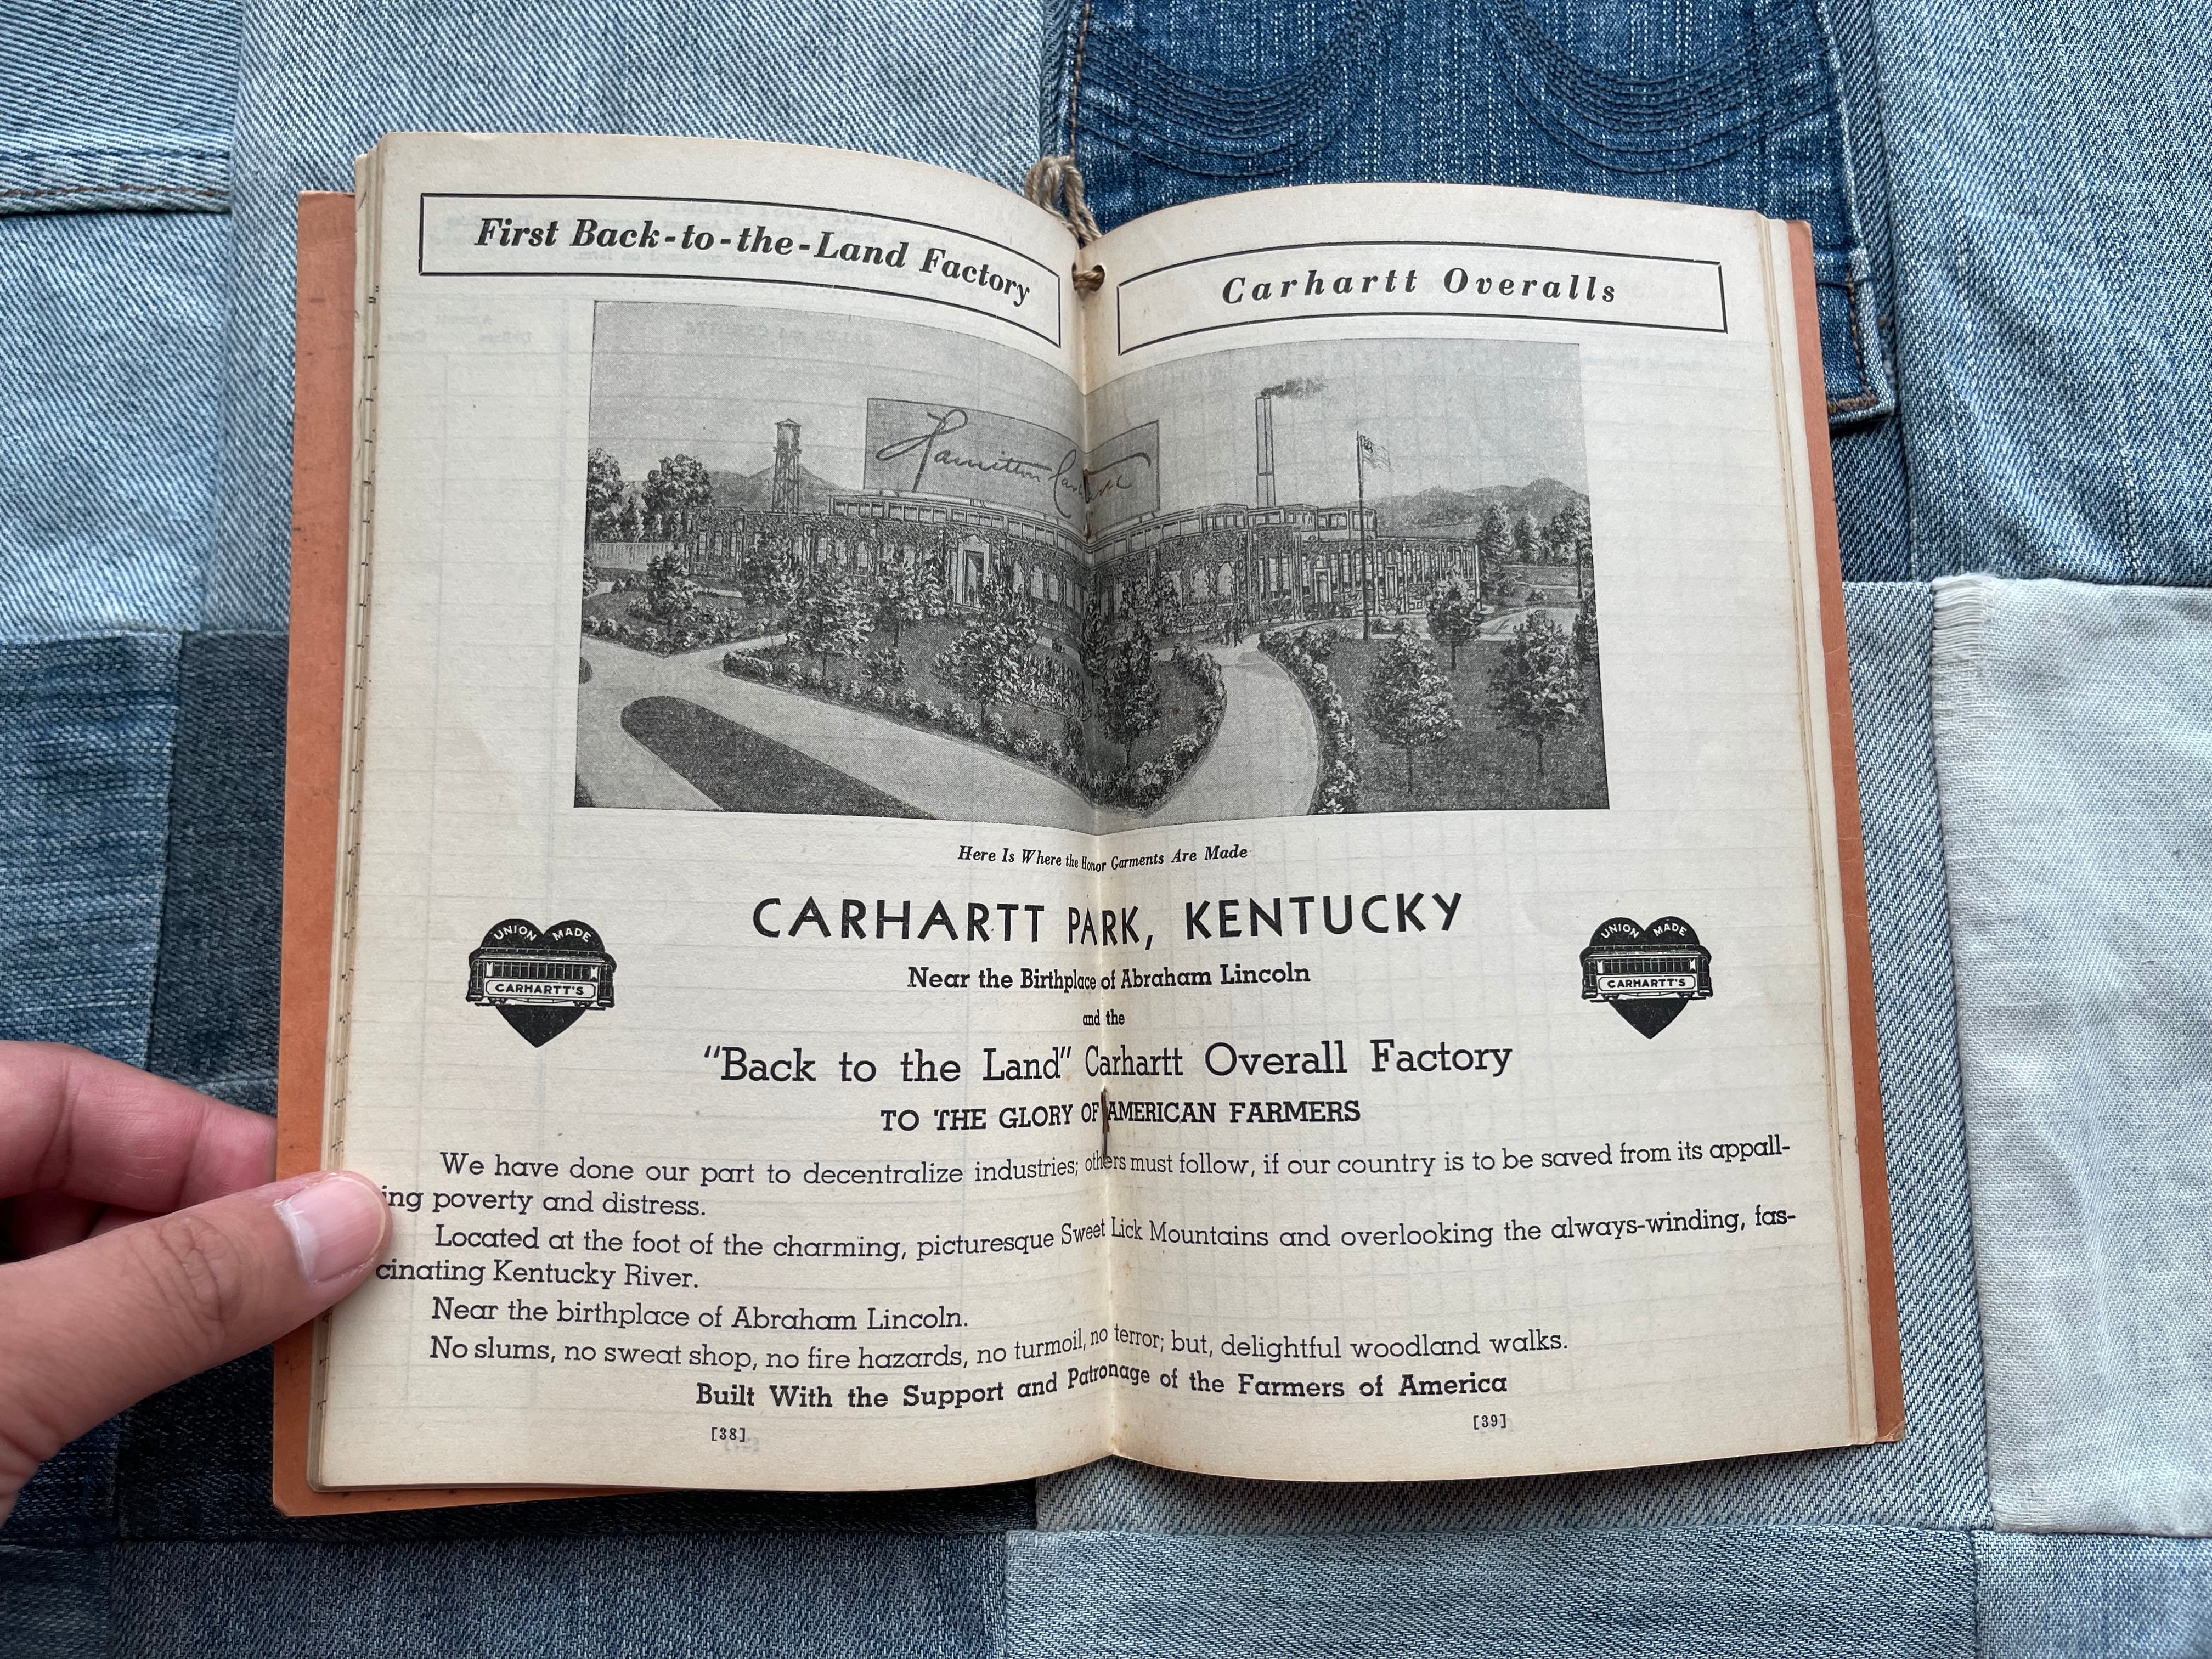 First Back-to-the-Land Factory
Carhartt Overalls
Hamilton Carhartt
Here Is Where the Honor Garments Are Made
CARHARTT PARK, KENTUCKY
UNION MADE
CARHARTT'S
UNION MADE
CARHARTT'S
Near the Birthplace of Abraham Lincoln
and the
"Back to the Land" Carhartt Overall Factory
TO THE GLORY OF AMERICAN FARMERS
We have done our part to decentralize industries; others must follow, if our country is to be saved from its appall-
ing poverty and distress.
Located at the foot of the charming, picturesque Sweet Lick Mountains and overlooking the always-winding, fas-
cinating Kentucky River.
Near the birthplace of Abraham Lincoln.
No slums, no sweat shop, no fire hazards, no turmoil, no terror; but, delightful woodland walks.
Built With the Support and Patronage of the Farmers of America
[38]
[39]